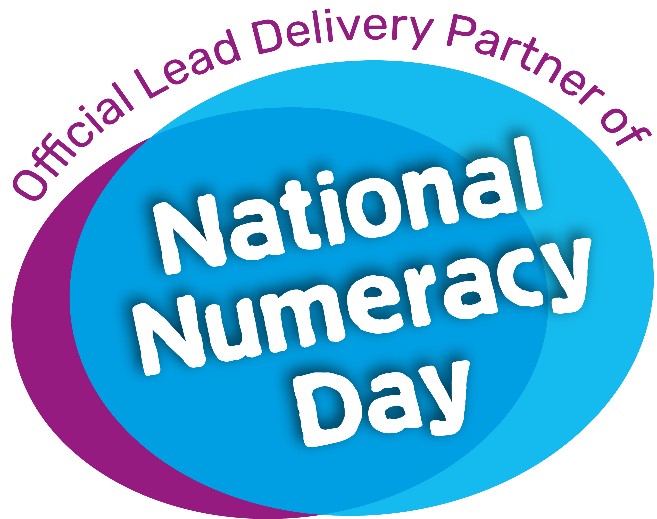 Official Lead Delivery Partner of
National
Numeracy
Day